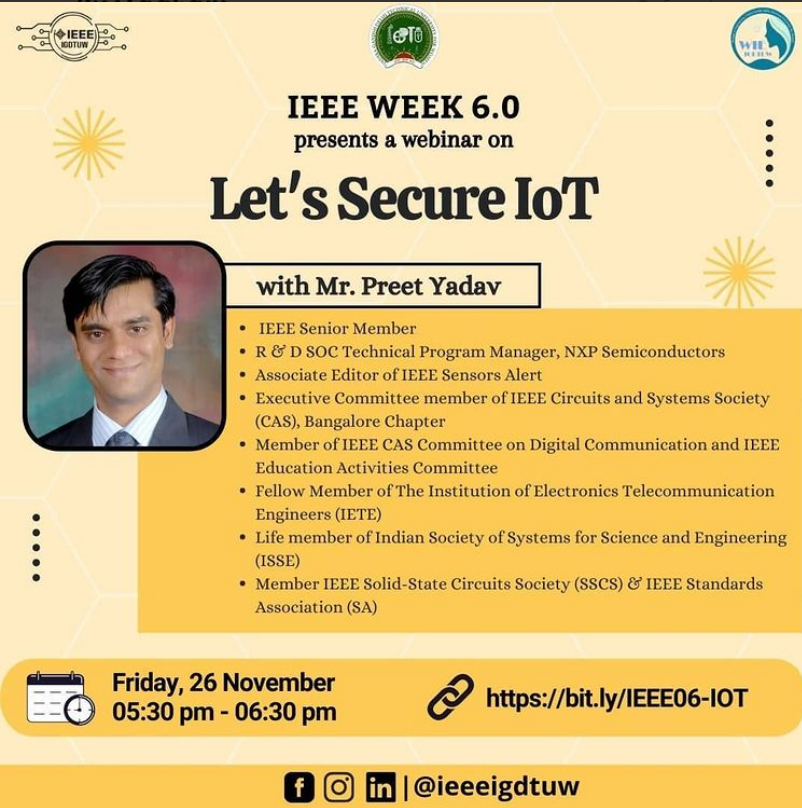 IEEE
IGDTUW
WIE
IGDTUW
IEEE WEEK 6.0
presents a webinar on
Let's Secure IoT
with Mr. Preet Yadav
• IEEE Senior Member
• R & D SOC Technical Program Manager, NXP Semiconductors
• Associate Editor of IEEE Sensors Alert
• Executive Committee member of IEEE Circuits and Systems Society
(CAS), Bangalore Chapter
• Member of IEEE CAS Committee on Digital Communication and IEEE
Education Activities Committee
• Fellow Member of The Institution of Electronics Telecommunication
Engineers (IETE)
• Life member of Indian Society of Systems for Science and Engineering
(ISSE)
• Member IEEE Solid-State Circuits Society (SSCS) & IEEE Standards
Association (SA)
Friday, 26 November
05:30 pm - 06:30 pm
https://bit.ly/IEEE06-IOT
| @ieeeigdtuw